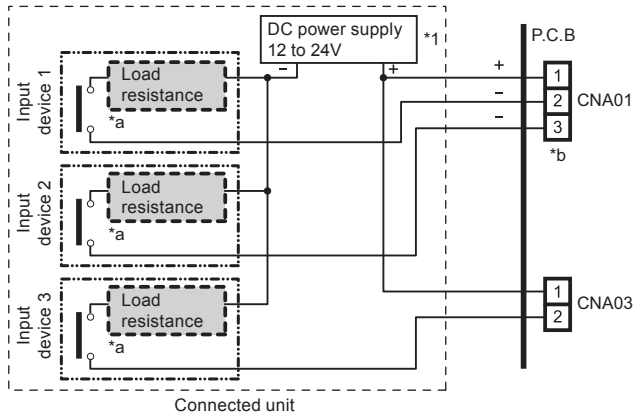 DC power supply
12 to 24V
*1
P.C.B
− +
Input
device 1
Load
resistance
*a
+
−
−
1
2
3
CNA01
*b
Input
device 2
Load
resistance
*a
Input
device 3
Load
resistance
*a
1
2
CNA03
Connected unit